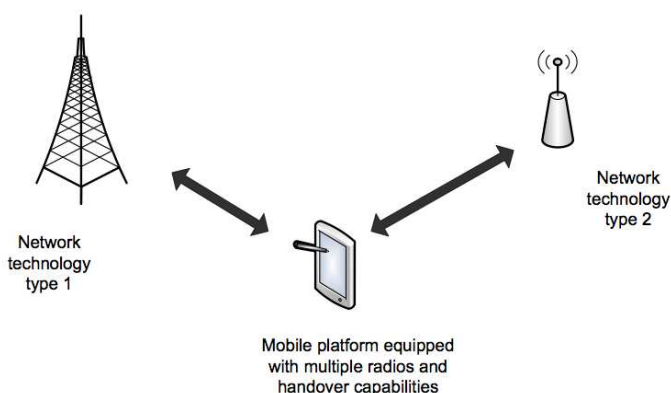 Network
technology
type 1
Network
technology
type 2
Mobile platform equipped
with multiple radios and
handover capabilities